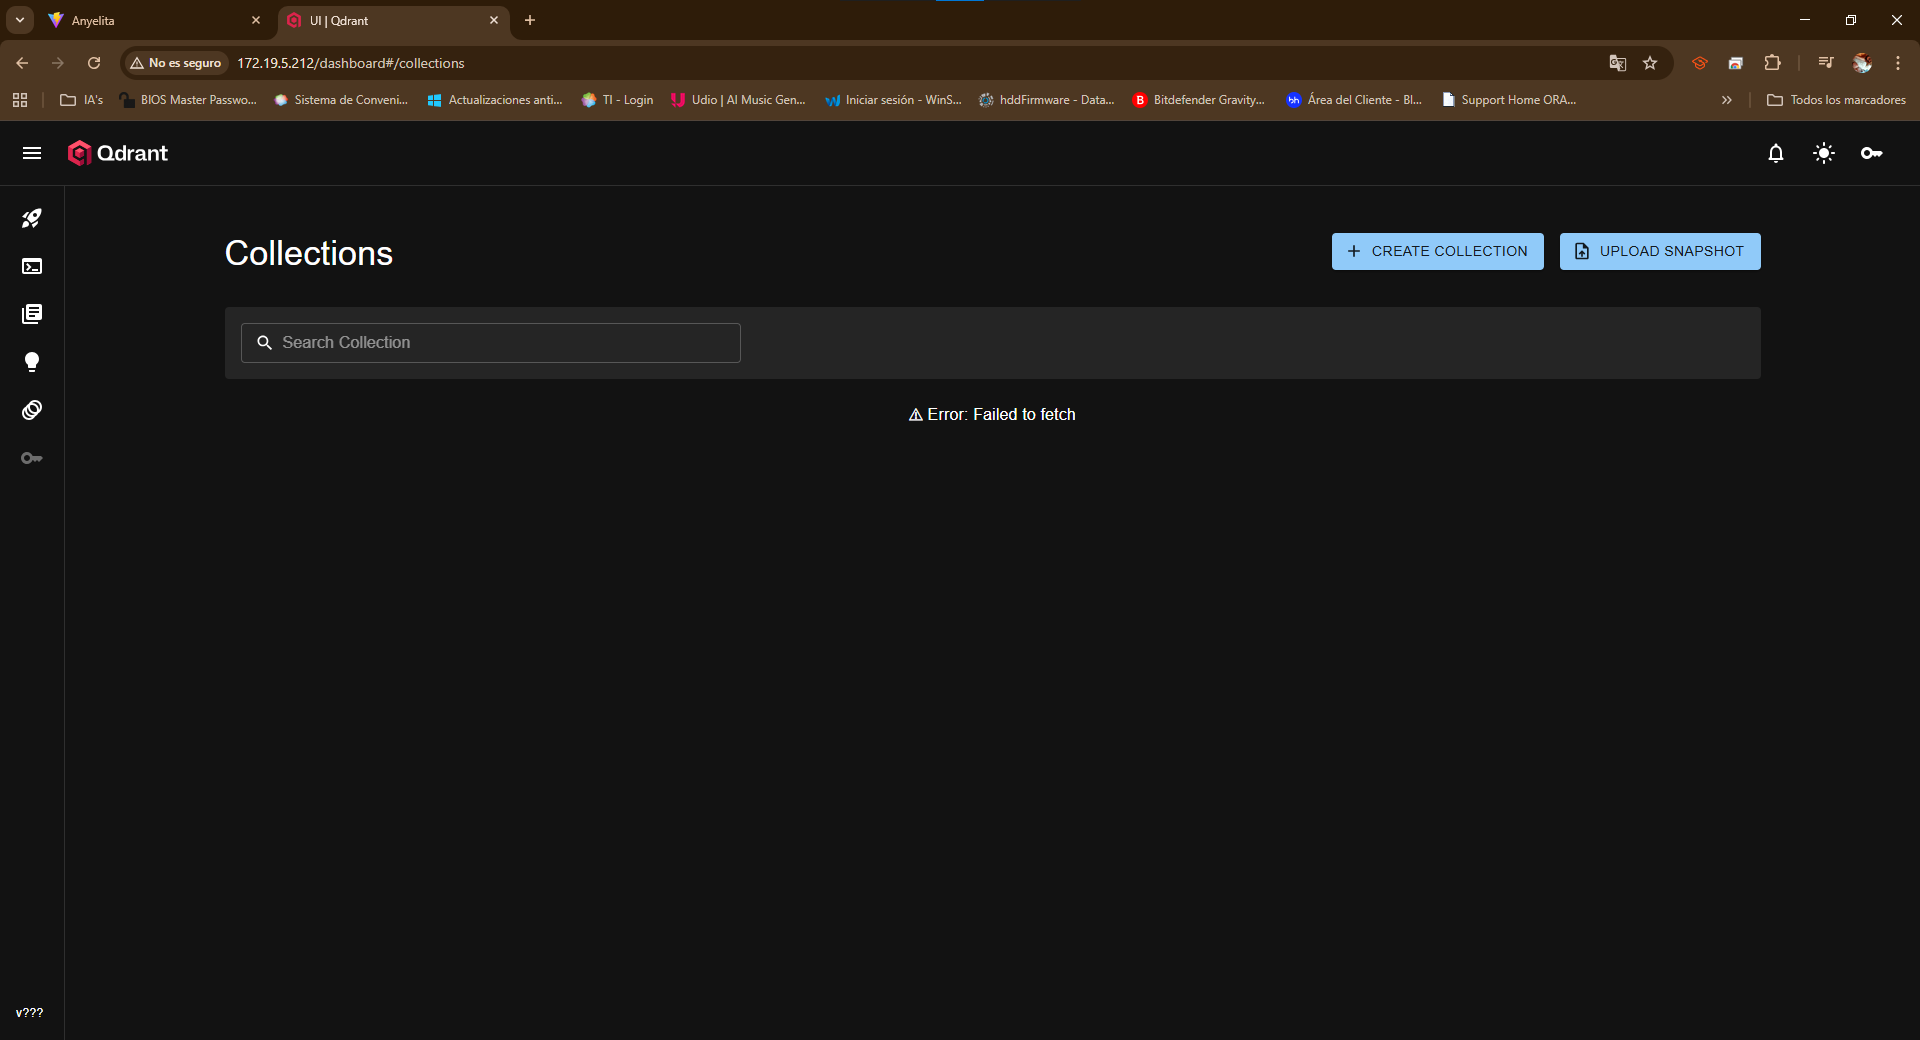 Anyelita
UI | Qdrant
No es seguro
172.19.5.212/dashboard#/collections
IA's
BIOS Master Passwo...
Sistema de Conveni...
Actualizaciones anti...
TI - Login
Udio | AI Music Gen...
Iniciar sesión - WinS...
hddFirmware - Data...
Bitdefender Gravity...
Área del Cliente - Bl...
Support Home ORA...
Todos los marcadores
Qdrant
Collections
CREATE COLLECTION
UPLOAD SNAPSHOT
Search Collection
Error: Failed to fetch
v???